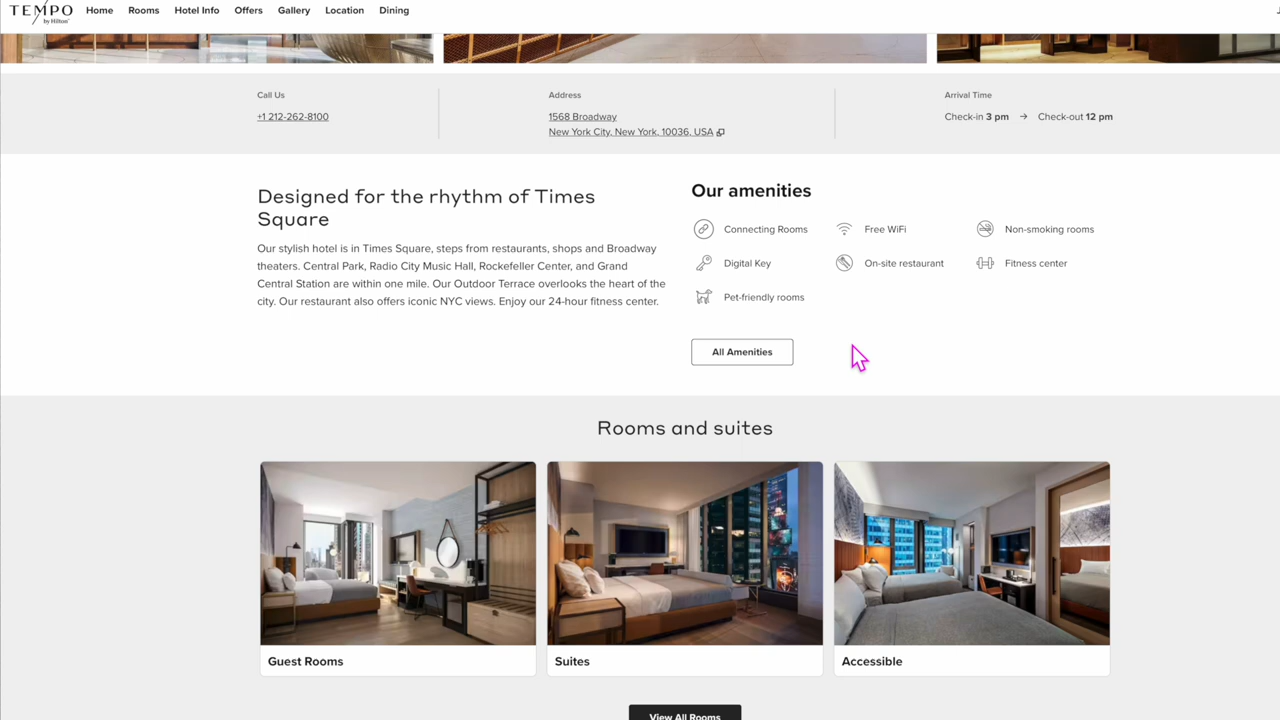 TEMPO
by Hilton™
Home
Rooms
Hotel Info
Offers
Gallery
Location
Dining
Call Us
+1 212-262-8100
Address
1568 Broadway
New York City, New York, 10036, USA
Arrival Time
Check-in 3 pm → Check-out 12 pm
Designed for the rhythm of Times
Square
Our stylish hotel is in Times Square, steps from restaurants, shops and Broadway
theaters. Central Park, Radio City Music Hall, Rockefeller Center, and Grand
Central Station are within one mile. Our Outdoor Terrace overlooks the heart of the
city. Our restaurant also offers iconic NYC views. Enjoy our 24-hour fitness center.
Our amenities
Connecting Rooms
Free WiFi
Non-smoking rooms
Digital Key
On-site restaurant
Fitness center
Pet-friendly rooms
All Amenities
Rooms and suites
Guest Rooms
Suites
Accessible
View All Rooms